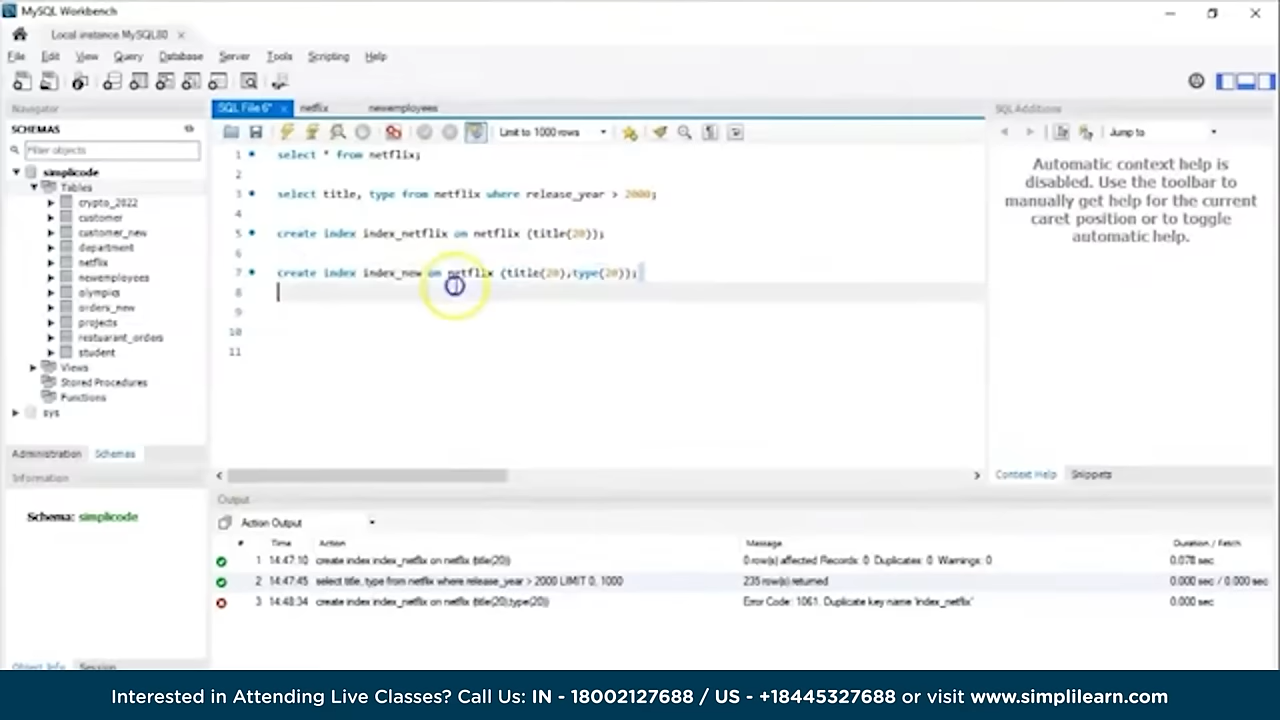 MySQL Workbench
Local instance MySQL80 ×
File Edit View Query Database Server Tools Scripting Help
Navigator
SCHEMAS
Filter objects
simplicode
Tables
crypto_2022
customer
customer_new
department
netflix
newemployees
olympics
orders_new
projects
restuarant_orders
student
Views
Stored Procedures
Functions
sys
Administration Schemas
Information
Schema: simplicode
Object Info Session
SQL File 6* × netflix newemployees
Limit to 1000 rows
1 select * from netflix;
2
3 select title, type from netflix where release_year > 2000;
4
5 create index index_netflix on netflix (title(20));
6
7 create index index_new on netflix (title(20),type(20));
8
9
10
11
SQL Additions
Jump to
Automatic context help is
disabled. Use the toolbar to
manually get help for the current
caret position or to toggle
automatic help.
Context Help Snippets
Output
Action Output
# Time Action Message Duration / Fetch
1 14:47:10 create index index_netflix on netflix (title(20)) 0 row(s) affected Records: 0 Duplicates: 0 Warnings: 0 0.078 sec
2 14:47:45 select title, type from netflix where release_year > 2000 LIMIT 0, 1000 235 row(s) returned 0.000 sec / 0.000 sec
3 14:48:34 create index index_netflix on netflix (title(20),type(20)) Error Code: 1061. Duplicate key name 'index_netflix' 0.000 sec
Interested in Attending Live Classes? Call Us: IN - 18002127688 / US - +18445327688 or visit www.simplilearn.com